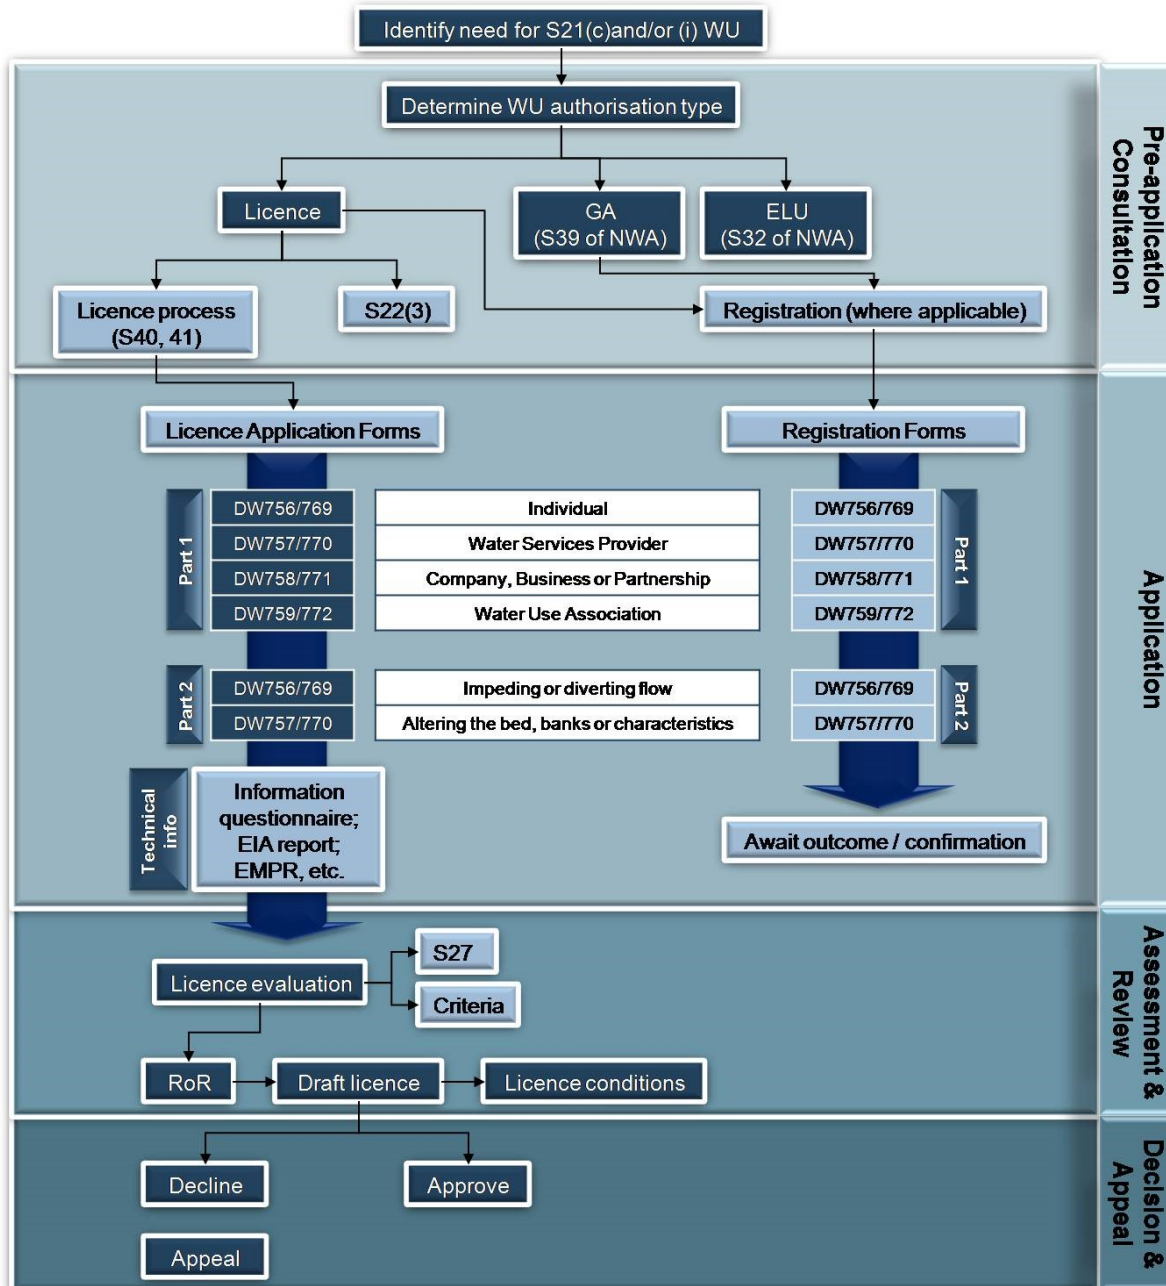 Identify need for S21(c)and/or (i) WU
Determine WU authorisation type
Licence
GA
(S39 of NWA)
ELU
(S32 of NWA)
Licence process
(S40, 41)
S22(3)
Registration (where applicable)
Pre-application
Consultation
Licence Application Forms
Registration Forms
Part 1
DW756/769
Individual
DW756/769
DW757/770
Water Services Provider
DW757/770
DW758/771
Company, Business or Partnership
DW758/771
DW759/772
Water Use Association
DW759/772
Part 1
Part 2
DW756/769
Impeding or diverting flow
DW756/769
DW757/770
Altering the bed, banks or characteristics
DW757/770
Part 2
Technical
info
Information
questionnaire;
EIA report;
EMPR, etc.
Await outcome / confirmation
Application
Licence evaluation
S27
Criteria
RoR
Draft licence
Licence conditions
Assessment &
Review
Decline
Approve
Appeal
Decision &
Appeal